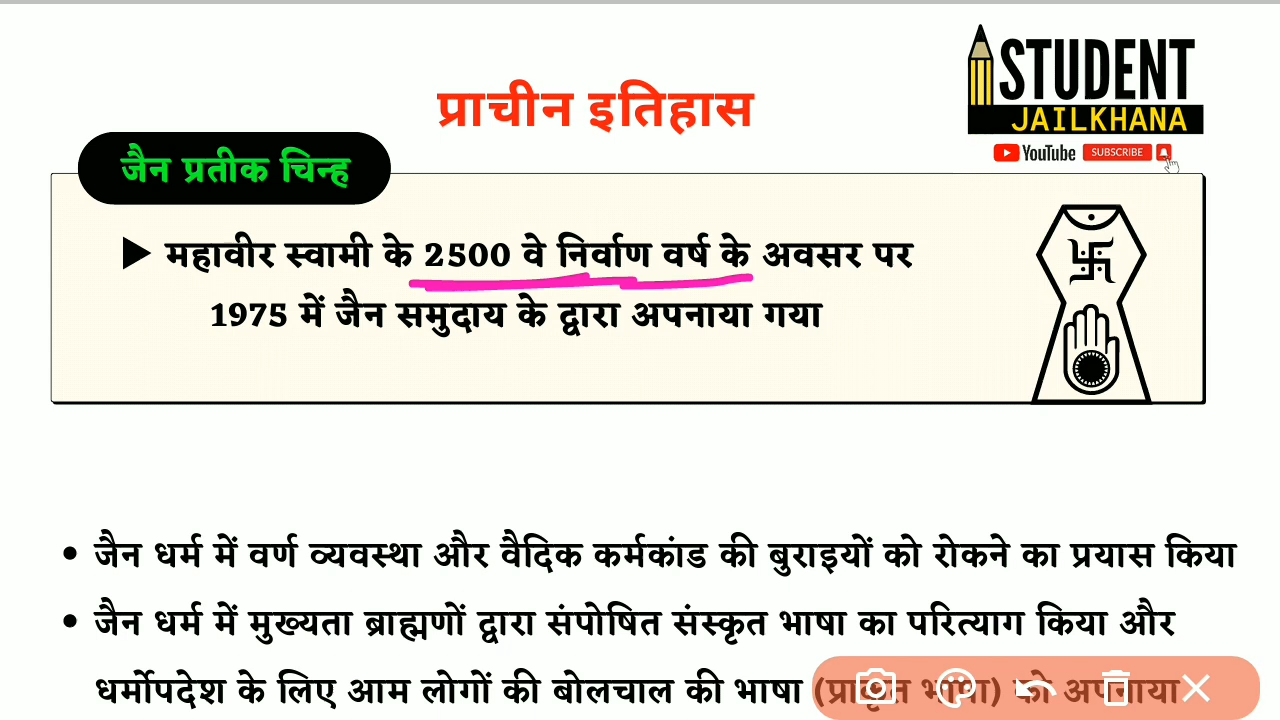 STUDENT
JAILKHANA
YouTube SUBSCRIBE
प्राचीन इतिहास
जैन प्रतीक चिन्ह
महावीर स्वामी के 2500 वे निर्वाण वर्ष के अवसर पर
1975 में जैन समुदाय के द्वारा अपनाया गया
• जैन धर्म में वर्ण व्यवस्था और वैदिक कर्मकांड की बुराइयों को रोकने का प्रयास किया
• जैन धर्म में मुख्यता ब्राह्मणों द्वारा संपोषित संस्कृत भाषा का परित्याग किया और
धर्मोपदेश के लिए आम लोगों की बोलचाल की भाषा (प्राकृत भाषा) को अपनाया